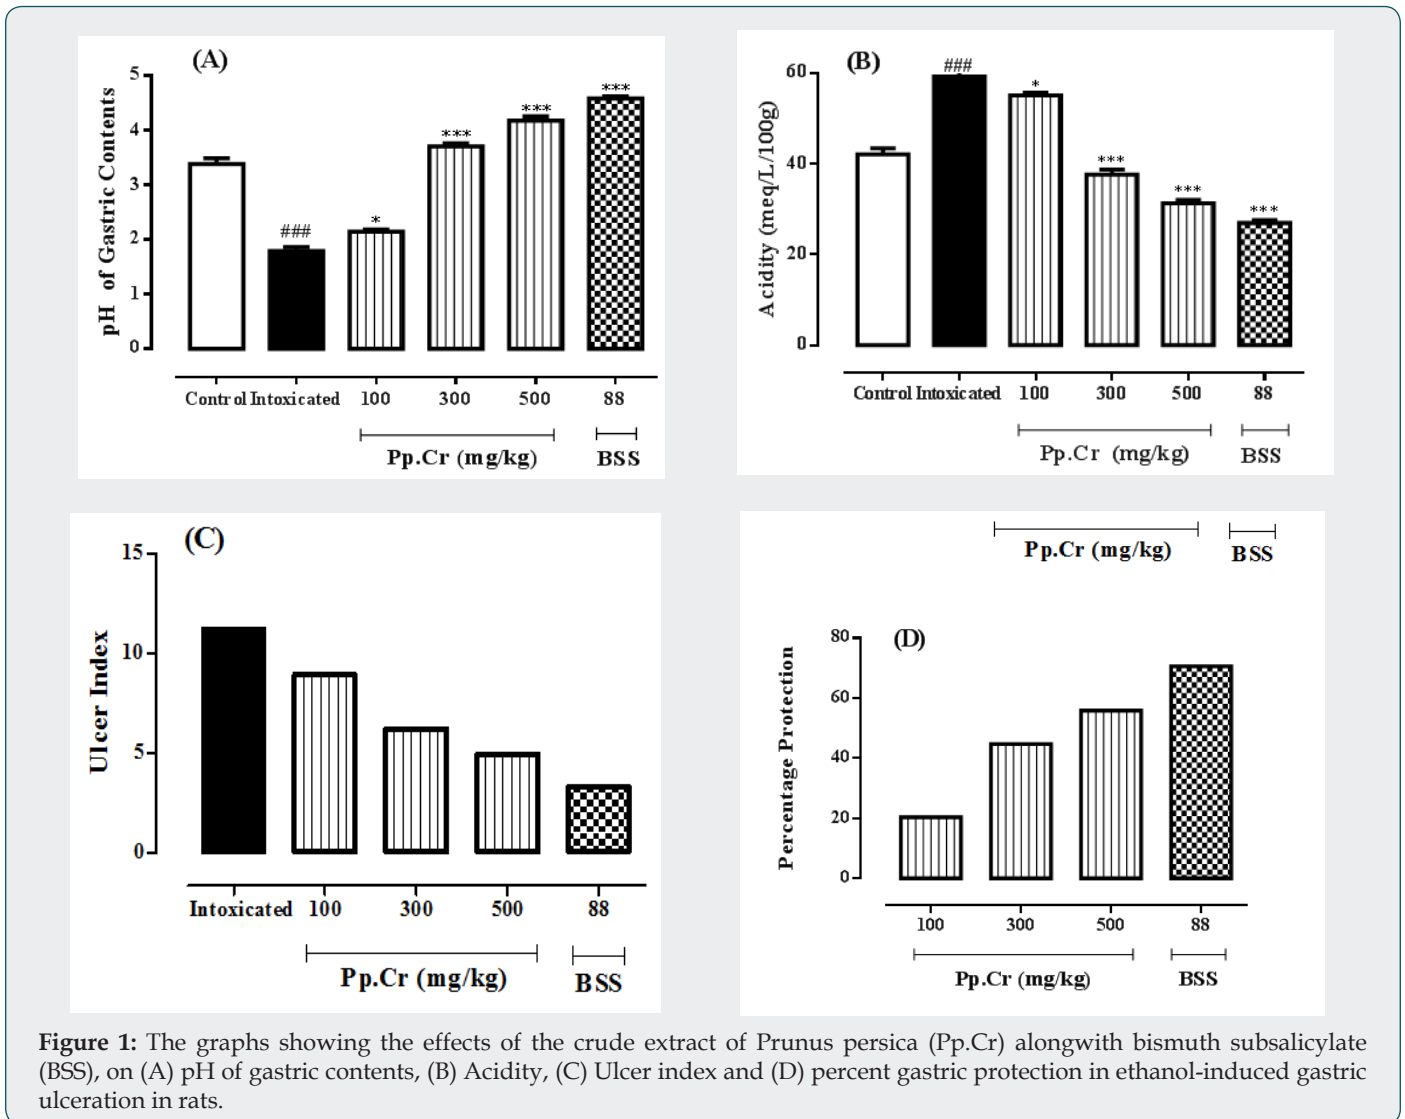 (A)
pH of Gastric Contents
5
4
3
2
1
0
###
*
***
***
***
Control Intoxicated 100 300 500 88
Pp.Cr (mg/kg) BSS
(B)
Acidity (meq/L/100g)
60
40
20
0
###
*
***
***
***
Control Intoxicated 100 300 500 88
Pp.Cr (mg/kg) BSS
(C)
Ulcer Index
15
10
5
0
Intoxicated 100 300 500 88
Pp.Cr (mg/kg) BSS
Pp.Cr (mg/kg) BSS
(D)
Percentage Protection
80
60
40
20
0
100 300 500 88
Pp.Cr (mg/kg) BSS
Figure 1: The graphs showing the effects of the crude extract of Prunus persica (Pp.Cr) alongwith bismuth subsalicylate
(BSS), on (A) pH of gastric contents, (B) Acidity, (C) Ulcer index and (D) percent gastric protection in ethanol-induced gastric
ulceration in rats.